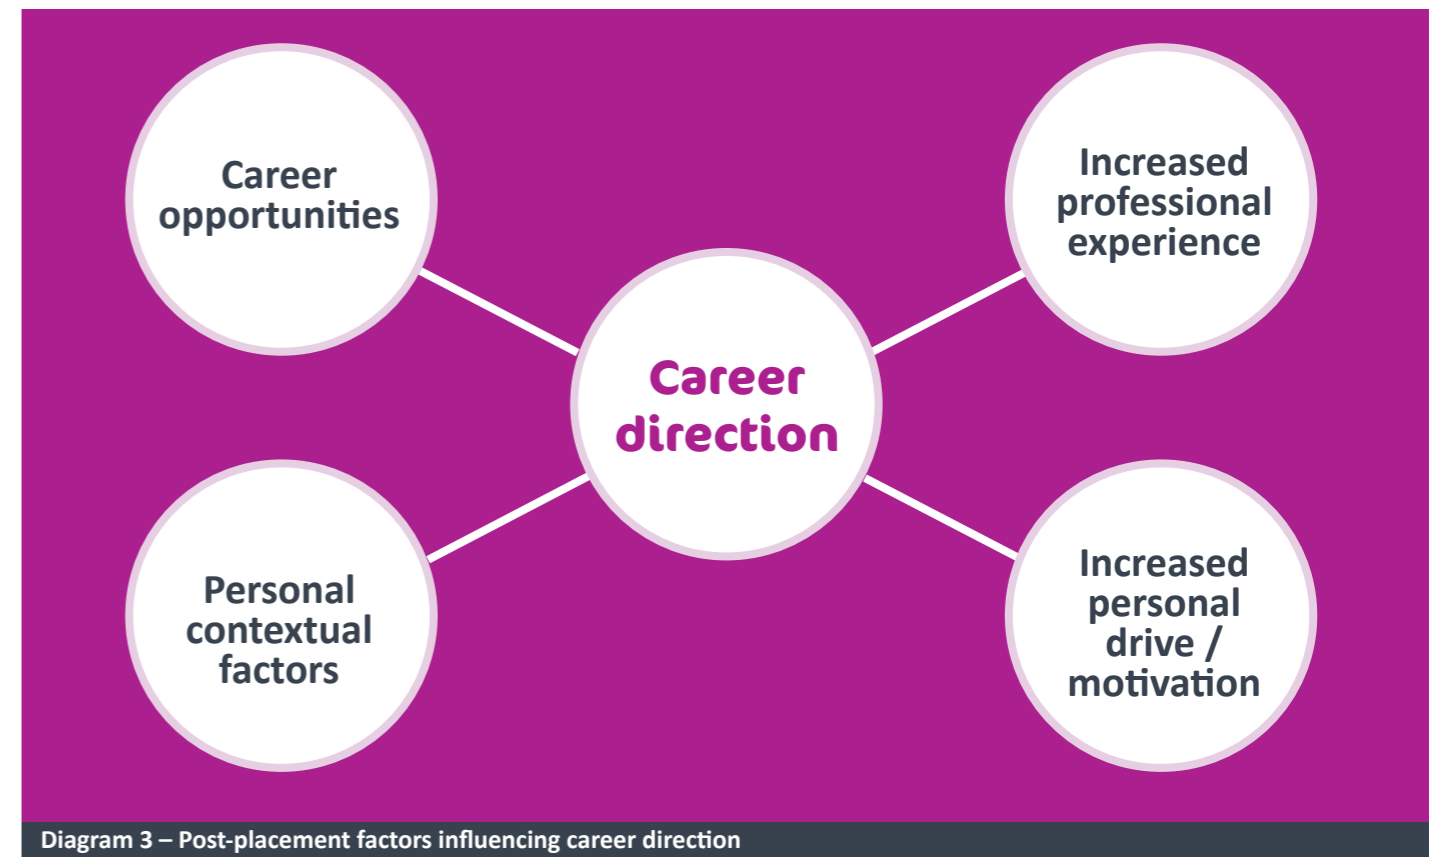 Career
opportunities
Increased
professional
experience
Career
direction
Personal
contextual
factors
Increased
personal
drive /
motivation
Diagram 3 – Post-placement factors influencing career direction